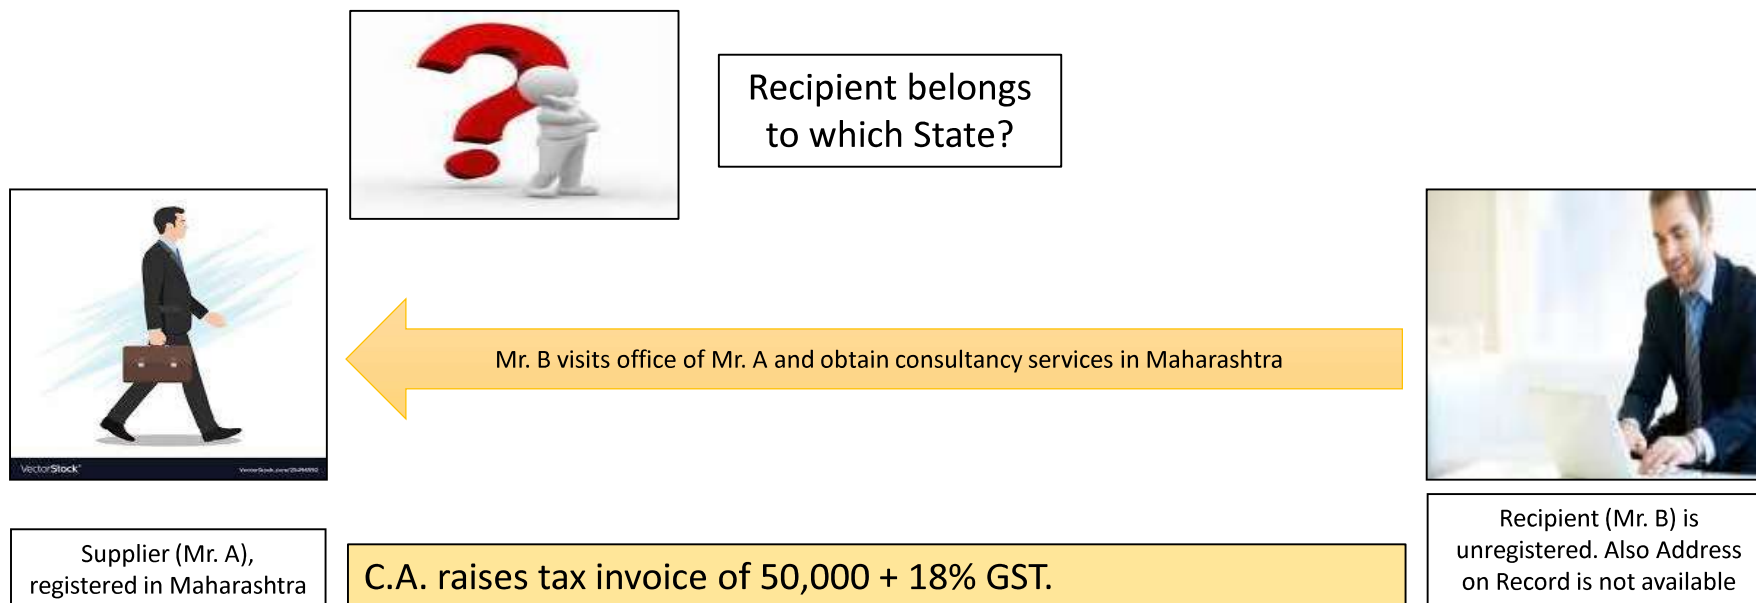 Recipient belongs
to which State?
Mr. B visits office of Mr. A and obtain consultancy services in Maharashtra
VectorStock®
Supplier (Mr. A),
registered in Maharashtra
C.A. raises tax invoice of 50,000 + 18% GST.
Recipient (Mr. B) is
unregistered. Also Address
on Record is not available